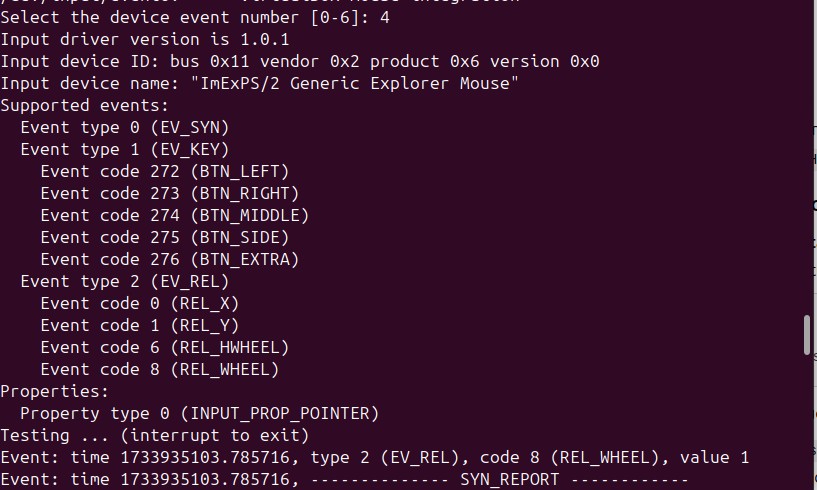 Select the device event number [0-6]: 4
Input driver version is 1.0.1
Input device ID: bus 0x11 vendor 0x2 product 0x6 version 0x0
Input device name: "ImExPS/2 Generic Explorer Mouse"
Supported events:
  Event type 0 (EV_SYN)
  Event type 1 (EV_KEY)
    Event code 272 (BTN_LEFT)
    Event code 273 (BTN_RIGHT)
    Event code 274 (BTN_MIDDLE)
    Event code 275 (BTN_SIDE)
    Event code 276 (BTN_EXTRA)
  Event type 2 (EV_REL)
    Event code 0 (REL_X)
    Event code 1 (REL_Y)
    Event code 6 (REL_HWHEEL)
    Event code 8 (REL_WHEEL)
Properties:
  Property type 0 (INPUT_PROP_POINTER)
Testing ... (interrupt to exit)
Event: time 1733935103.785716, type 2 (EV_REL), code 8 (REL_WHEEL), value 1
Event: time 1733935103.785716, -------------- SYN_REPORT ------------